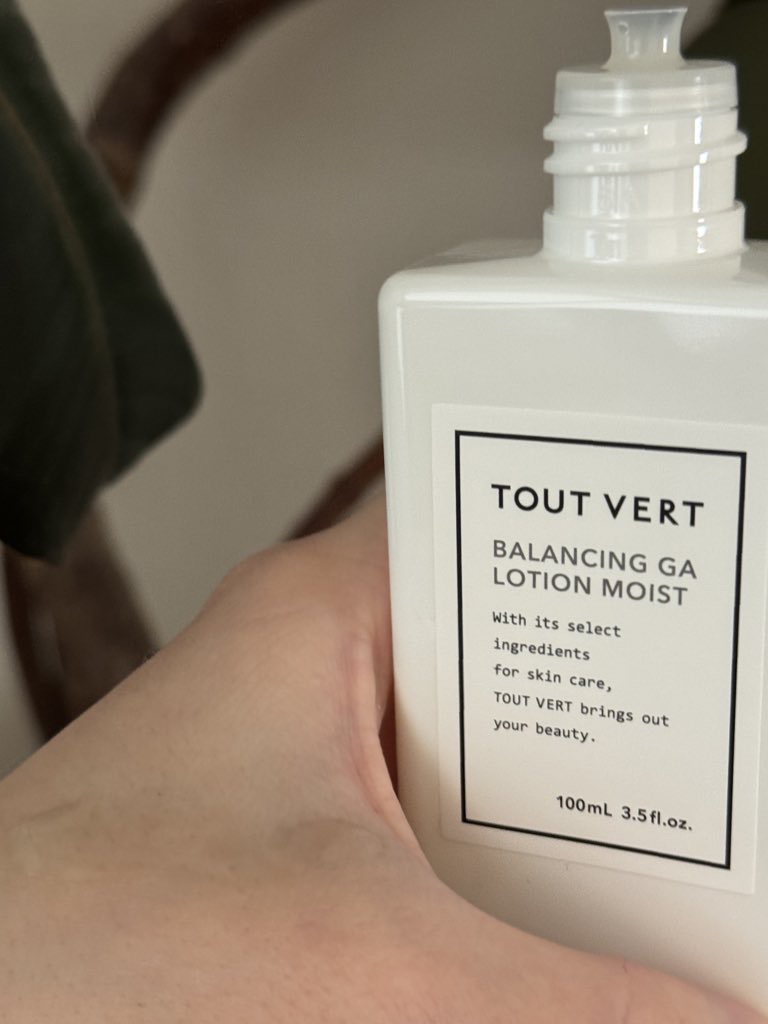 TOUT VERT
BALANCING GA
LOTION MOIST
With its select
ingredients
for skin care,
TOUT VERT brings out
your beauty.
100mL 3.5fl.oz.